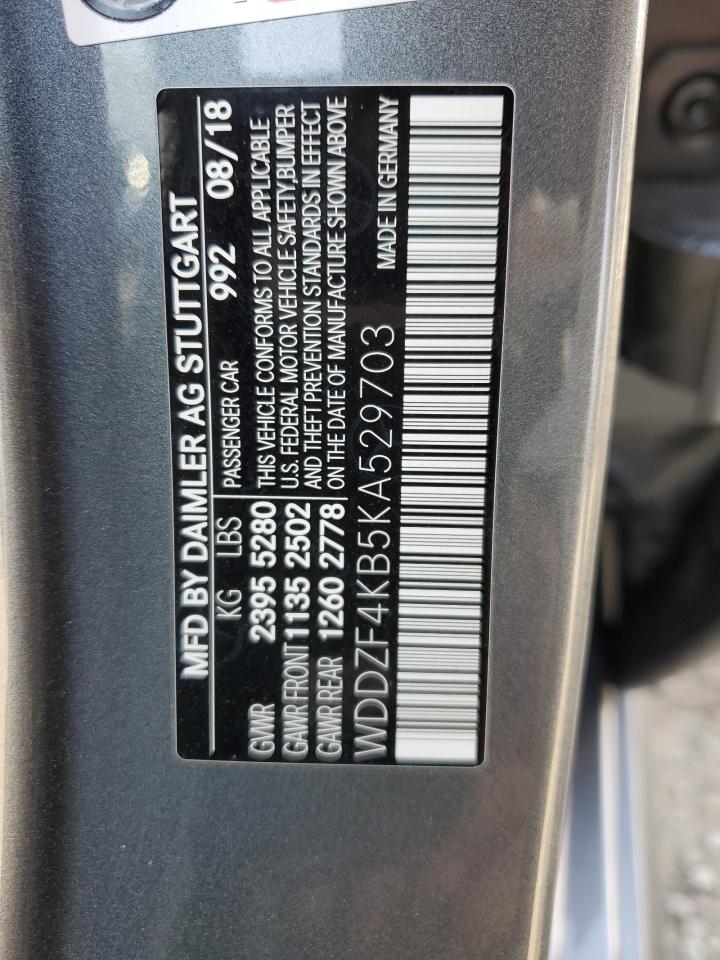 MFD BY DAIMLER AG STUTTGART
KG LBS PASSENGER CAR 992 08/18
GVWR 2395 5280 THIS VEHICLE CONFORMS TO ALL APPLICABLE
GAWR FRONT 1135 2502 U.S. FEDERAL MOTOR VEHICLE SAFETY BUMPER
GAWR REAR 1260 2778 AND THEFT PREVENTION STANDARDS IN EFFECT
ON THE DATE OF MANUFACTURE SHOWN ABOVE
WDDZF4KB5KA529703 MADE IN GERMANY